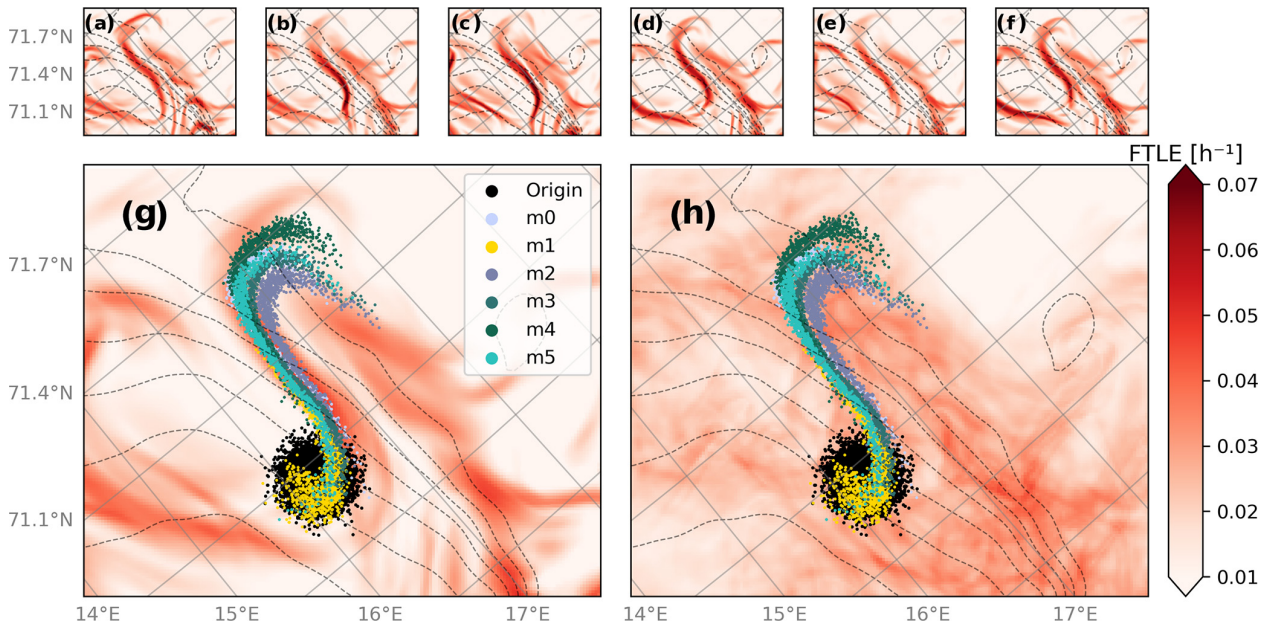 (a) (b) (c) (d) (e) (f)
71.7°N
71.4°N
71.1°N
FTLE [h⁻¹]
(g) (h)
Origin
m0
m1
m2
m3
m4
m5
71.7°N
71.4°N
71.1°N
0.07
0.06
0.05
0.04
0.03
0.02
0.01
14°E 15°E 16°E 17°E 14°E 15°E 16°E 17°E